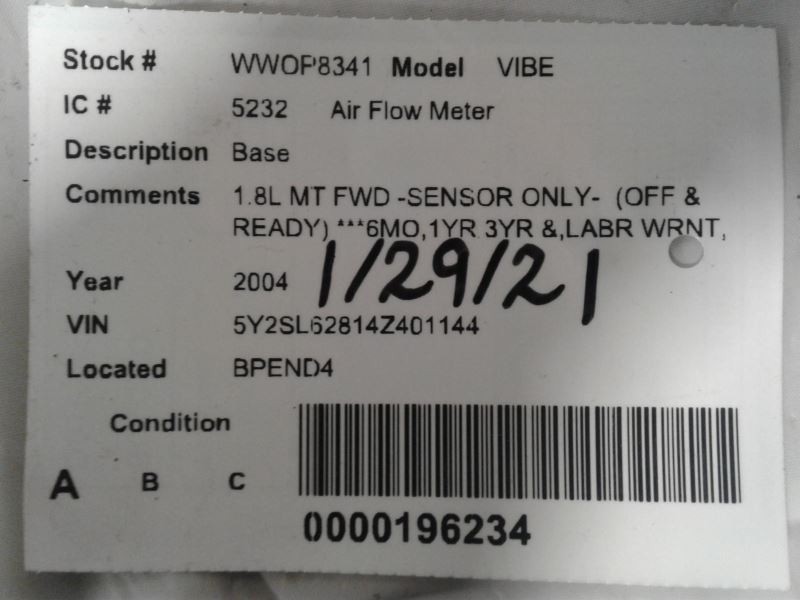 Stock # WWOP8341 Model VIBE
IC # 5232 Air Flow Meter
Description Base
Comments 1.8L MT FWD -SENSOR ONLY- (OFF &
READY) ***6MO,1YR 3YR &,LABR WRNT,
Year 2004 1/29/21
VIN 5Y2SL62814Z401144
Located BPEND4
Condition
A B C
0000196234